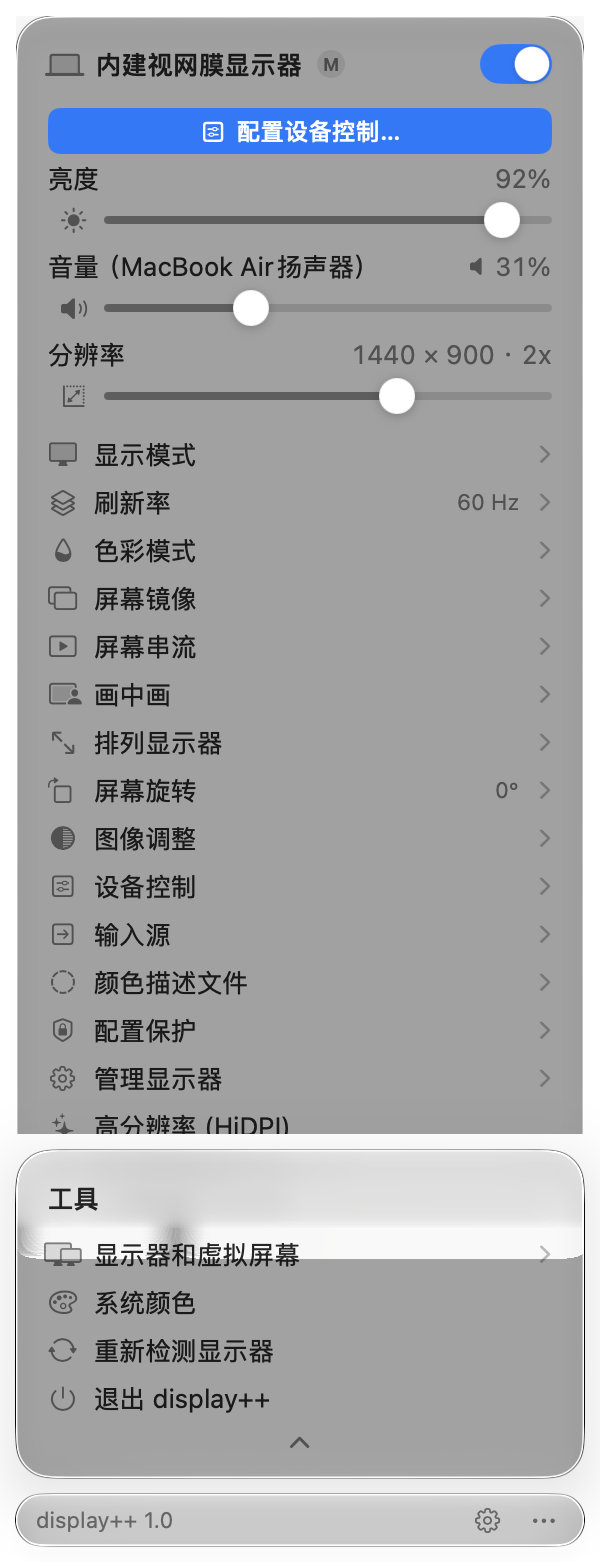 内建视网膜显示器 M
配置设备控制...
亮度 92%
音量（MacBook Air扬声器） 31%
分辨率 1440 × 900 · 2x
显示模式
刷新率 60 Hz
色彩模式
屏幕镜像
屏幕串流
画中画
排列显示器
屏幕旋转 0°
图像调整
设备控制
输入源
颜色描述文件
配置保护
管理显示器
高分辨率 (HiDPI)
工具
显示器和虚拟屏幕
系统颜色
重新检测显示器
退出 display++
display++ 1.0